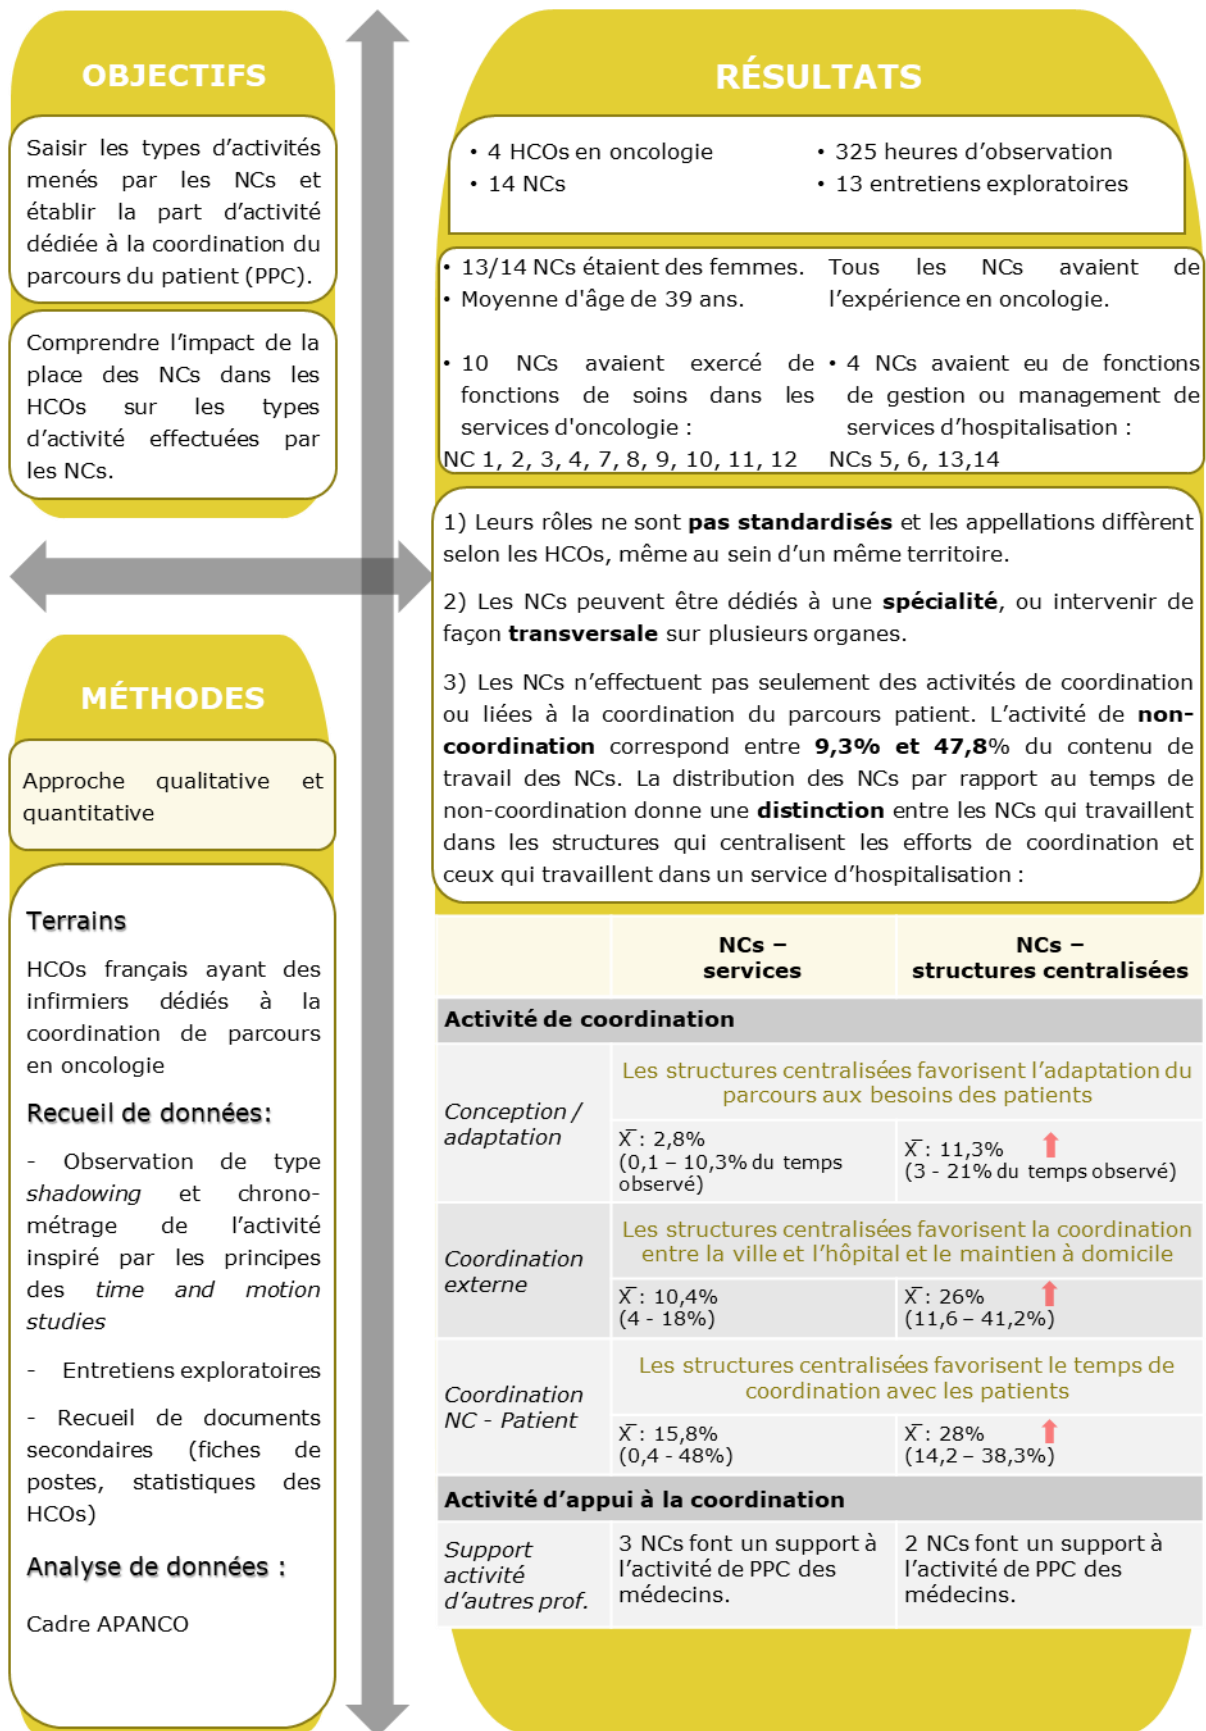 OBJECTIFS
Saisir les types d'activités
menés par les NCs et
établir la part d'activité
dédiée à la coordination du
parcours du patient (PPC).
Comprendre l'impact de la
place des NCs dans les
HCOs sur les types
d'activité effectuées par
les NCs.
MÉTHODES
Approche qualitative et
quantitative
Terrains
HCOs français ayant des
infirmiers dédiés à la
coordination de parcours
en oncologie
Recueil de données:
- Observation de type
shadowing et chrono-
métrage de l'activité
inspiré par les principes
des time and motion
studies
- Entretiens exploratoires
- Recueil de documents
secondaires (fiches de
postes, statistiques des
HCOs)
Analyse de données :
Cadre APANCO
RÉSULTATS
• 4 HCOs en oncologie
• 14 NCs
• 325 heures d'observation
• 13 entretiens exploratoires
• 13/14 NCs étaient des femmes.
• Moyenne d'âge de 39 ans.
Tous les NCs avaient de
l'expérience en oncologie.
• 10 NCs avaient exercé de
fonctions de soins dans les
services d'oncologie :
NC 1, 2, 3, 4, 7, 8, 9, 10, 11, 12
• 4 NCs avaient eu de fonctions
de gestion ou management de
services d'hospitalisation :
NCs 5, 6, 13,14
1) Leurs rôles ne sont pas standardisés et les appellations diffèrent
selon les HCOs, même au sein d'un même territoire.
2) Les NCs peuvent être dédiés à une spécialité, ou intervenir de
façon transversale sur plusieurs organes.
3) Les NCs n'effectuent pas seulement des activités de coordination
ou liées à la coordination du parcours patient. L'activité de non-
coordination correspond entre 9,3% et 47,8% du contenu de
travail des NCs. La distribution des NCs par rapport au temps de
non-coordination donne une distinction entre les NCs qui travaillent
dans les structures qui centralisent les efforts de coordination et
ceux qui travaillent dans un service d'hospitalisation :
NCs –
services
NCs –
structures centralisées
Activité de coordination
Conception /
adaptation
Les structures centralisées favorisent l'adaptation du
parcours aux besoins des patients
X̅ : 2,8%
(0,1 – 10,3% du temps
observé)
X̅ : 11,3%
(3 - 21% du temps observé)
Coordination
externe
Les structures centralisées favorisent la coordination
entre la ville et l'hôpital et le maintien à domicile
X̅ : 10,4%
(4 - 18%)
X̅ : 26%
(11,6 – 41,2%)
Coordination
NC - Patient
Les structures centralisées favorisent le temps de
coordination avec les patients
X̅ : 15,8%
(0,4 - 48%)
X̅ : 28%
(14,2 – 38,3%)
Activité d'appui à la coordination
Support
activité
d'autres prof.
3 NCs font un support à
l'activité de PPC des
médecins.
2 NCs font un support à
l'activité de PPC des
médecins.